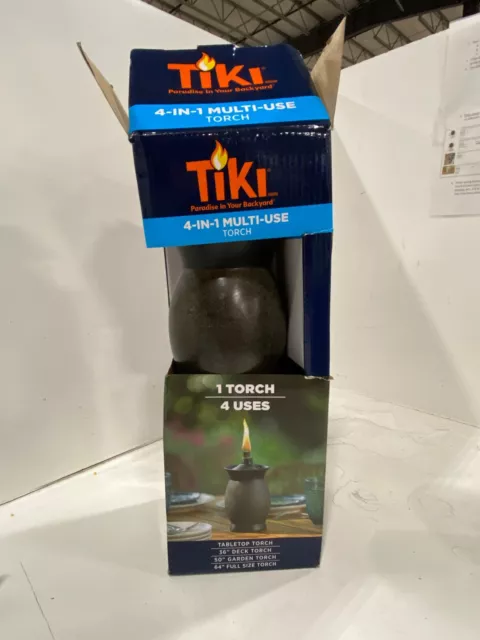 TIKI
Paradise in Your Backyard®
4-IN-1 MULTI-USE
TORCH
TIKI
Paradise in Your Backyard®
4-IN-1 MULTI-USE
TORCH
1 TORCH
4 USES
TABLETOP TORCH
36" DECK TORCH
50" GARDEN TORCH
64" FULL SIZE TORCH